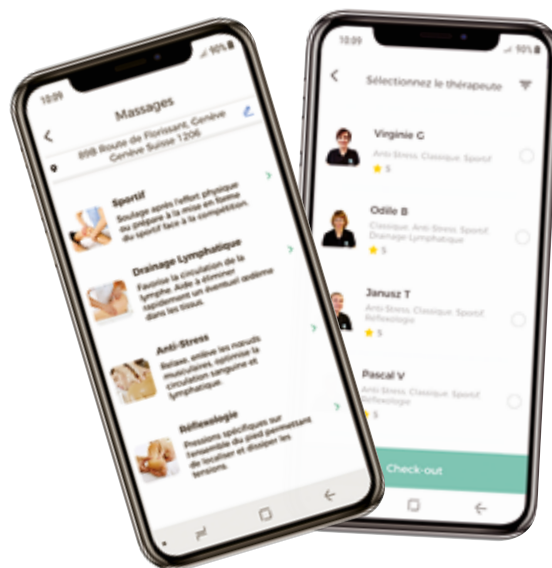 10:09
90%
Massages
89B Route de Florissant, Genève
Genève Suisse 1206
Sportif
Soulage après l'effort physique
ou prépare à la mise en forme
du sportif face à la compétition.
Drainage Lymphatique
Favorise la circulation de la
lymphe. Aide à éliminer
rapidement un éventuel œdème
dans les tissus.
Anti-Stress
Relaxe, enlève les nœuds
musculaires, optimise la
circulation sanguine et
lymphatique.
Réflexologie
Pressions spécifiques sur
l'ensemble du pied permettant
de localiser et dissiper les
tensions.
10:09
90%
Sélectionnez le thérapeute
Virginie G
Anti-Stress, Classique, Sportif
5
Odile B
Classique, Anti-Stress, Sportif,
Drainage Lymphatique
5
Janusz T
Anti-Stress, Classique, Sportif,
Réflexologie
5
Pascal V
Anti-Stress, Classique, Sportif,
Réflexologie
5
Check-out